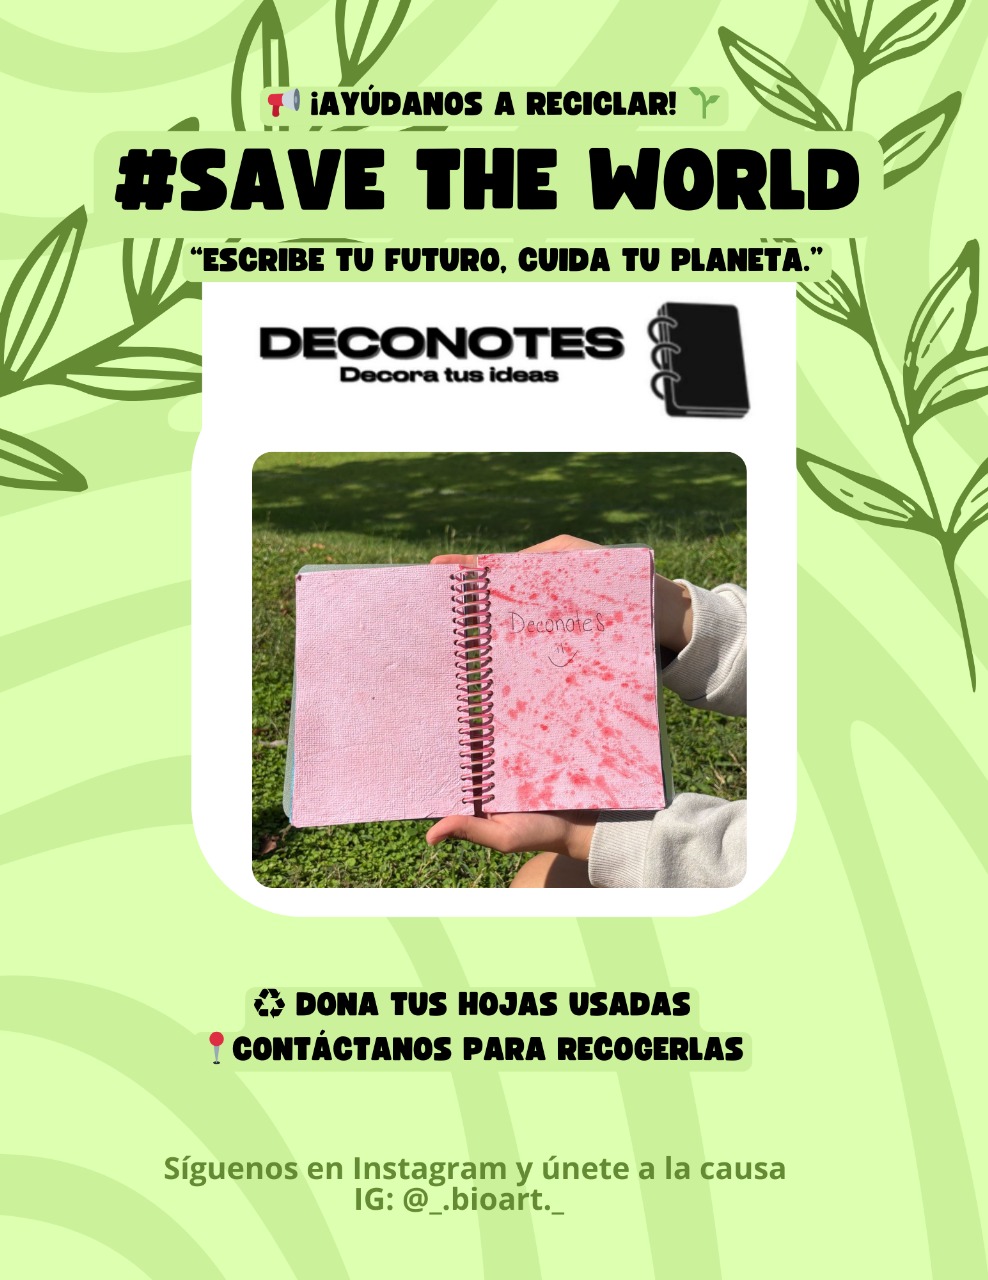 📢 ¡AYÚDANOS A RECICLAR! 🌱
#SAVE THE WORLD
“ESCRIBE TU FUTURO, CUIDA TU PLANETA.”
DECONOTES
Decora tus ideas
Deconotes
♻ DONA TUS HOJAS USADAS
📍CONTÁCTANOS PARA RECOGERLAS
Síguenos en Instagram y únete a la causa
IG: @_.bioart._